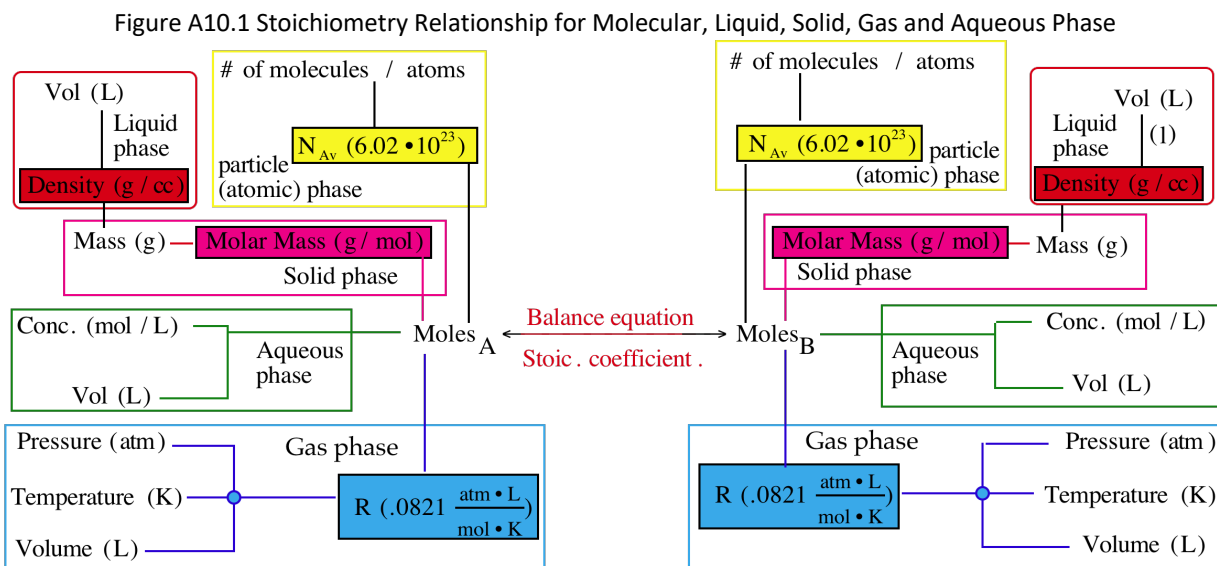 Figure A10.1 Stoichiometry Relationship for Molecular, Liquid, Solid, Gas and Aqueous Phase
Vol (L)
Liquid
phase
Density (g / cc)
# of molecules / atoms
N_Av (6.02 • 10^23)
particle
(atomic) phase
Mass (g)
Molar Mass (g / mol)
Solid phase
Conc. (mol / L)
Aqueous
phase
Vol (L)
Moles_A
Pressure (atm)
Gas phase
Temperature (K)
R (.0821 atm • L / mol • K)
Volume (L)
Balance equation
Stoic . coefficient .
# of molecules / atoms
N_Av (6.02 • 10^23)
particle
(atomic) phase
Vol (L)
Liquid
phase
(l)
Density (g / cc)
Molar Mass (g / mol)
Mass (g)
Solid phase
Moles_B
Conc. (mol / L)
Aqueous
phase
Vol (L)
Gas phase
Pressure (atm)
R (.0821 atm • L / mol • K)
Temperature (K)
Volume (L)